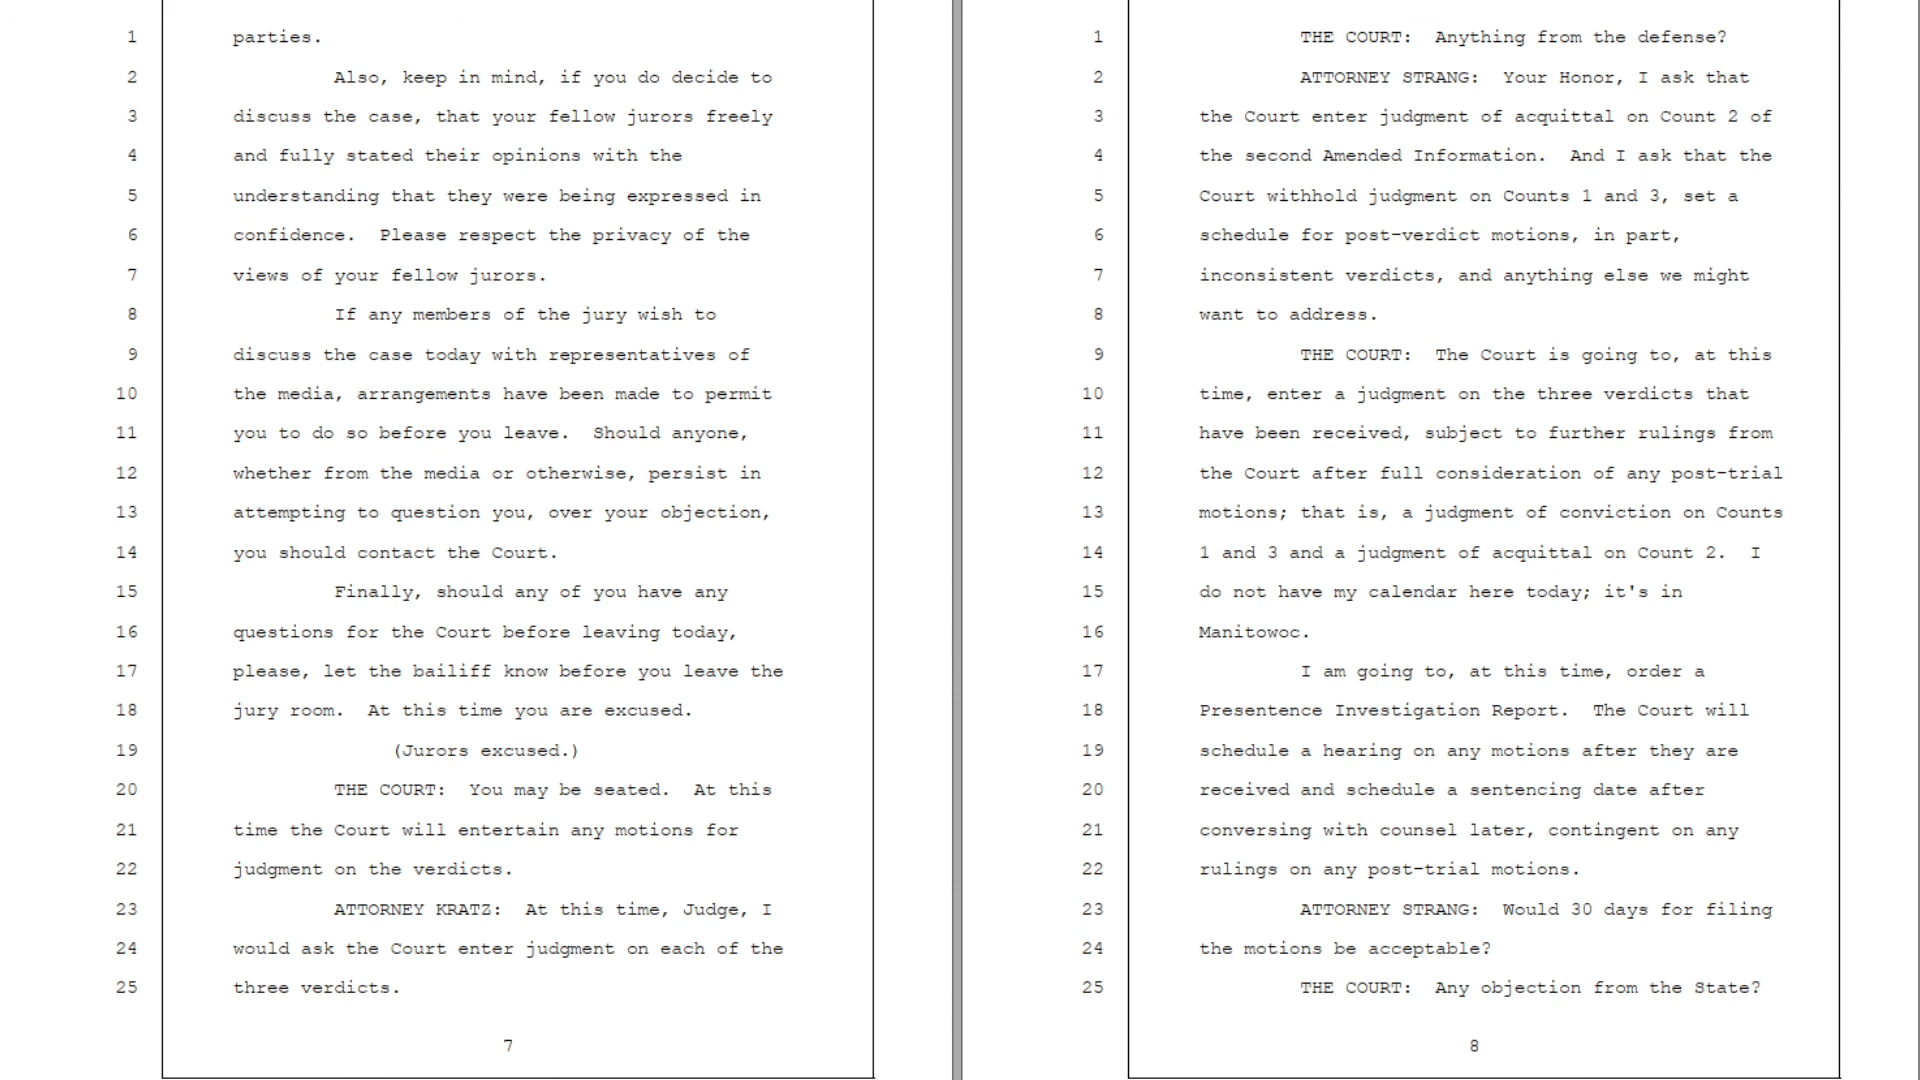 1 parties.
2 Also, keep in mind, if you do decide to
3 discuss the case, that your fellow jurors freely
4 and fully stated their opinions with the
5 understanding that they were being expressed in
6 confidence. Please respect the privacy of the
7 views of your fellow jurors.
8 If any members of the jury wish to
9 discuss the case today with representatives of
10 the media, arrangements have been made to permit
11 you to do so before you leave. Should anyone,
12 whether from the media or otherwise, persist in
13 attempting to question you, over your objection,
14 you should contact the Court.
15 Finally, should any of you have any
16 questions for the Court before leaving today,
17 please, let the bailiff know before you leave the
18 jury room. At this time you are excused.
19 (Jurors excused.)
20 THE COURT: You may be seated. At this
21 time the Court will entertain any motions for
22 judgment on the verdicts.
23 ATTORNEY KRATZ: At this time, Judge, I
24 would ask the Court enter judgment on each of the
25 three verdicts.
7
1 THE COURT: Anything from the defense?
2 ATTORNEY STRANG: Your Honor, I ask that
3 the Court enter judgment of acquittal on Count 2 of
4 the second Amended Information. And I ask that the
5 Court withhold judgment on Counts 1 and 3, set a
6 schedule for post-verdict motions, in part,
7 inconsistent verdicts, and anything else we might
8 want to address.
9 THE COURT: The Court is going to, at this
10 time, enter a judgment on the three verdicts that
11 have been received, subject to further rulings from
12 the Court after full consideration of any post-trial
13 motions; that is, a judgment of conviction on Counts
14 1 and 3 and a judgment of acquittal on Count 2. I
15 do not have my calendar here today; it's in
16 Manitowoc.
17 I am going to, at this time, order a
18 Presentence Investigation Report. The Court will
19 schedule a hearing on any motions after they are
20 received and schedule a sentencing date after
21 conversing with counsel later, contingent on any
22 rulings on any post-trial motions.
23 ATTORNEY STRANG: Would 30 days for filing
24 the motions be acceptable?
25 THE COURT: Any objection from the State?
8